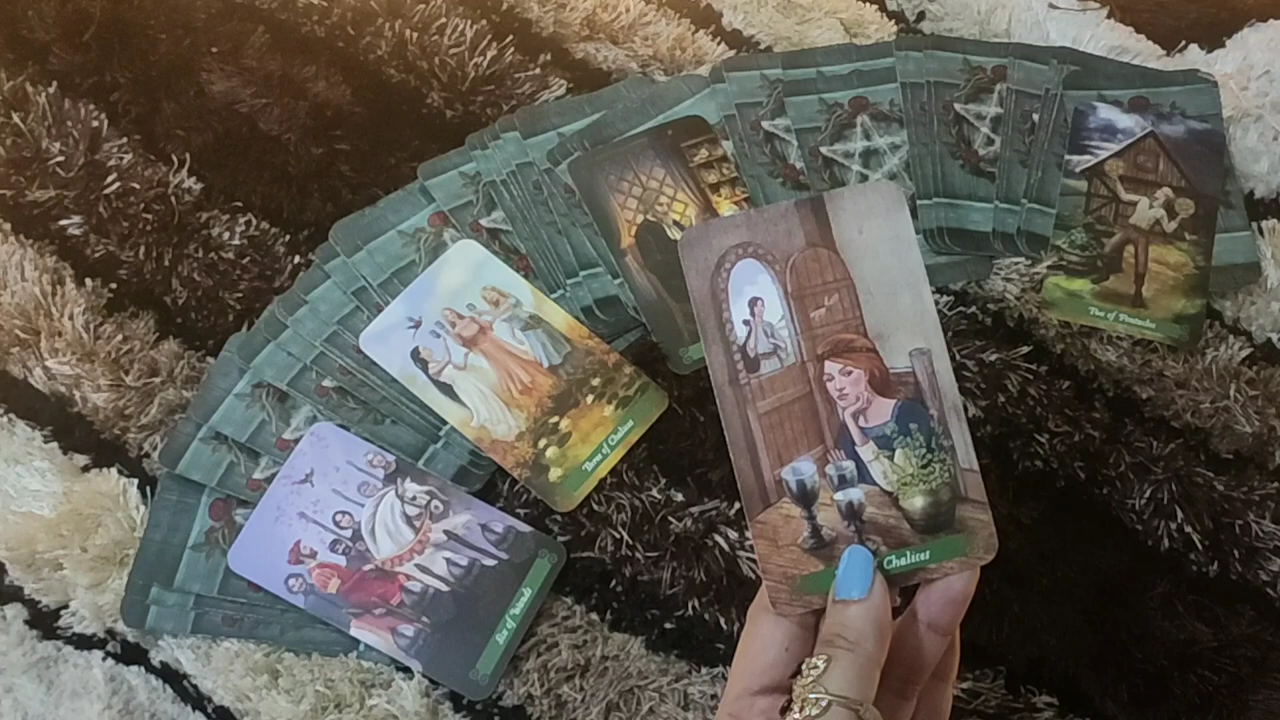 Two of Pentacles
Three of Chalices
Chalices
Six of Wands